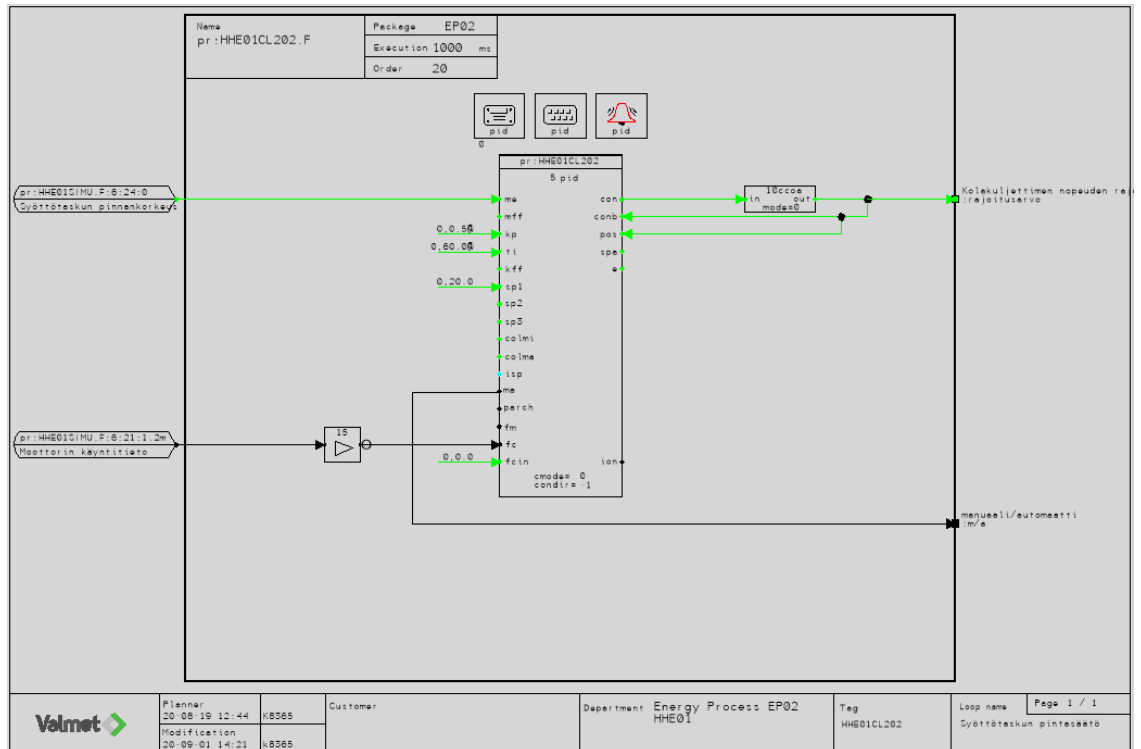 Name
pr:HHE01CL202.F
Package EP02
Execution 1000 ms
Order 20
pid
pid
pid
0
pr:HHE01CL202
5 pid
pr:HHE01SIMU.F:6:24:0
Syöttötaskun pinnankorkeus
me
mff
0,0.50
kp
0,60.00
ti
kff
0,20.0
sp1
sp2
sp3
colmi
colma
isp
ma
parch
fm
fc
0,0.0
fcin
con
conb
pos
spa
e
ion
cmode= 0
condir= -1
10ccoa
in out
mode=0
Kolakuljettimen nopeuden
:rajoitusarvo
pr:HHE01SIMU.F:6:21:1.2m
Moottorin käyntitieto
15
manuaali/automaatti
:m/a
Valmet
Planner
20-08-19 12:44 K8365
Modification
20-09-01 14:21 k8365
Customer
Department Energy Process EP02
HHE01
Tag
HHE01CL202
Loop name Page 1 / 1
Syöttötaskun pintasäätö